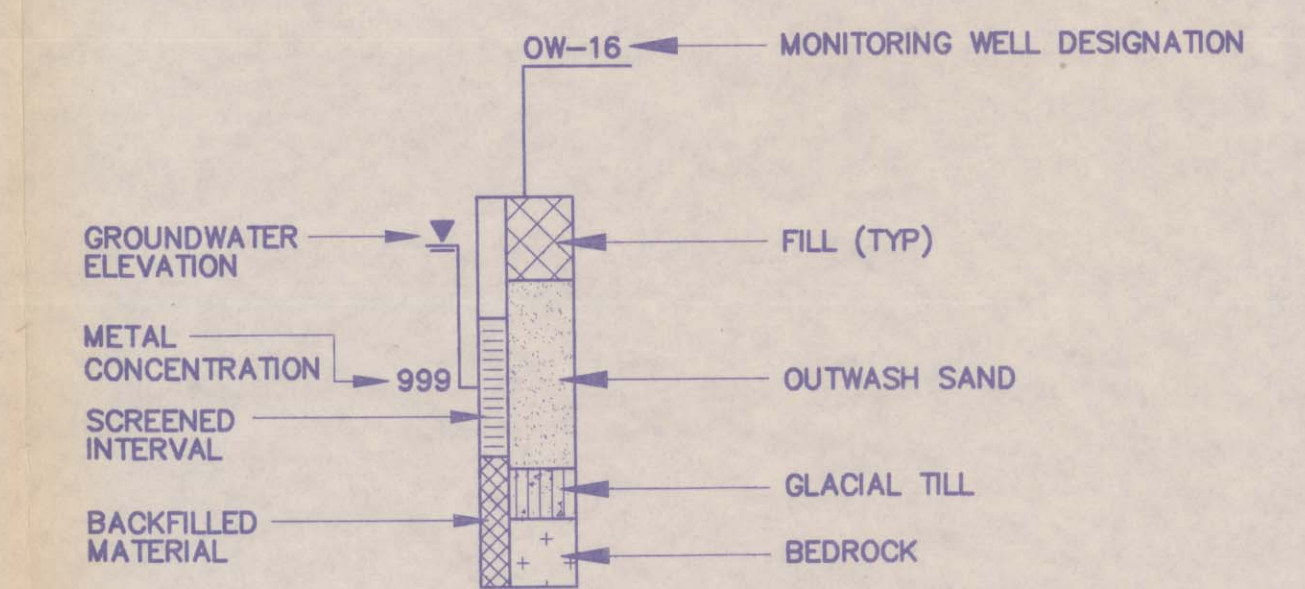 OW-16
MONITORING WELL DESIGNATION
GROUNDWATER
ELEVATION
FILL (TYP)
METAL
CONCENTRATION
999
OUTWASH SAND
SCREENED
INTERVAL
GLACIAL TILL
BACKFILLED
MATERIAL
BEDROCK